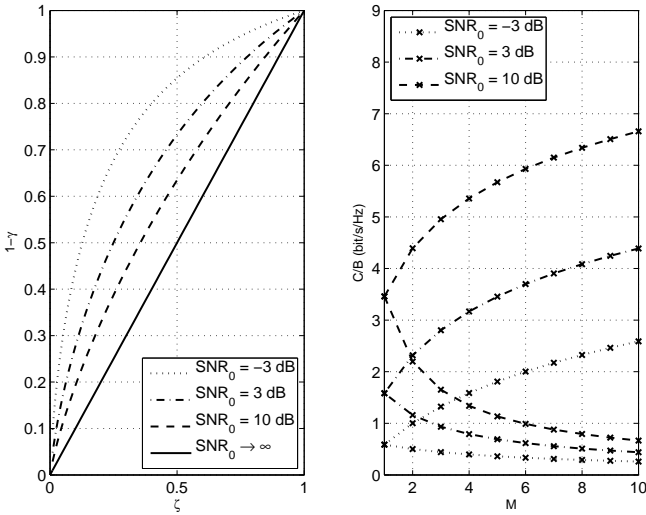 1
0.9
0.8
0.7
0.6
0.5
0.4
0.3
0.2
0.1
0
1−γ
0
0.5
1
ζ
SNR0 = −3 dB
SNR0 = 3 dB
SNR0 = 10 dB
SNR0 → ∞
9
8
7
6
5
4
3
2
1
0
C/B (bit/s/Hz)
2
4
6
8
10
M
SNR0 = −3 dB
SNR0 = 3 dB
SNR0 = 10 dB